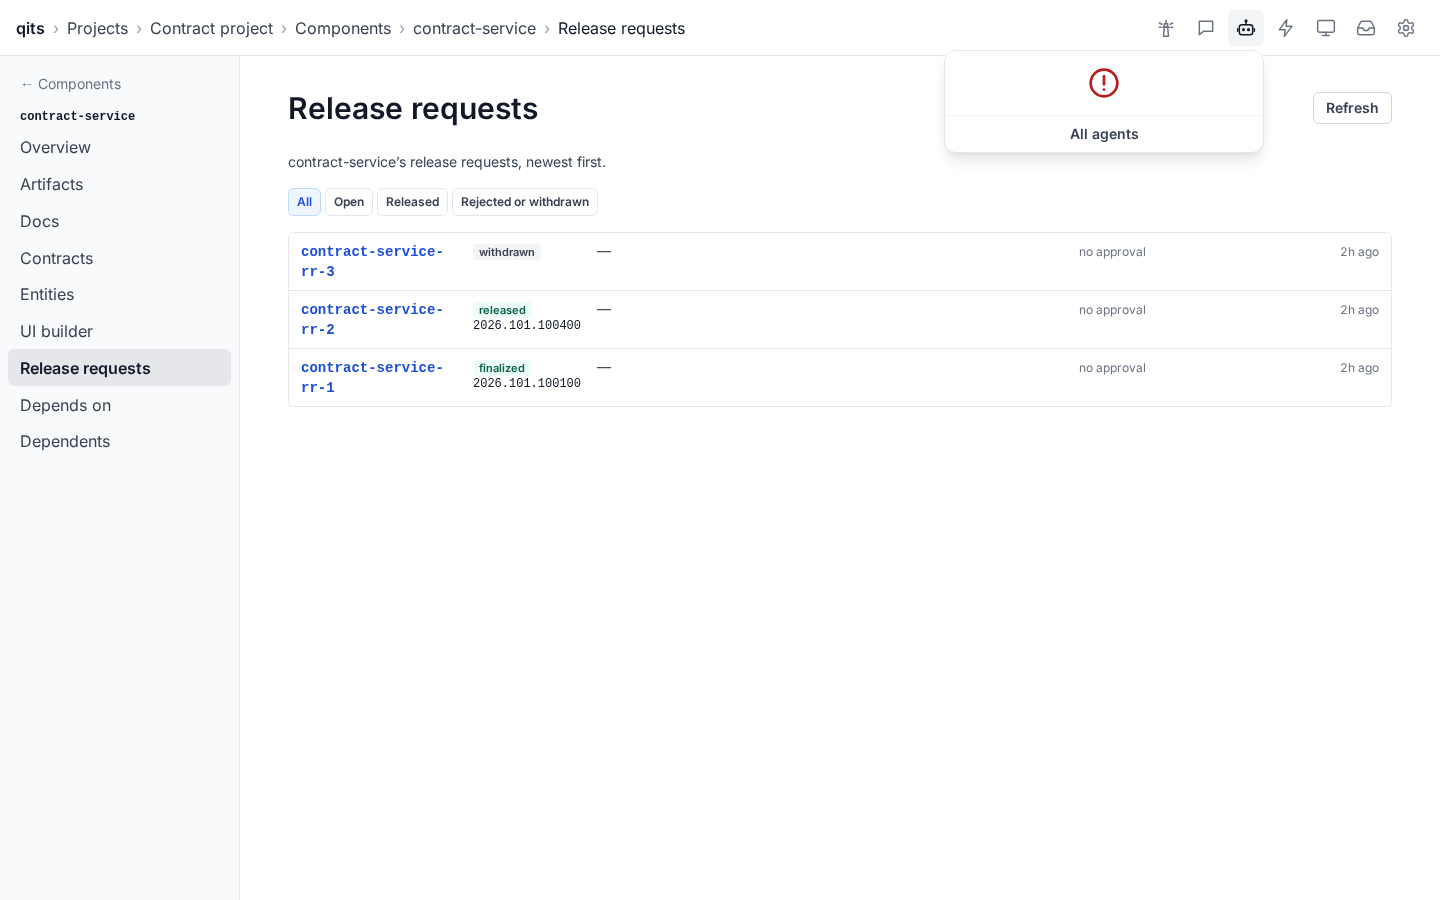 qits › Projects › Contract project › Components › contract-service › Release requests
← Components
contract-service
Overview
Artifacts
Docs
Contracts
Entities
UI builder
Release requests
Depends on
Dependents
All agents
Release requests
Refresh
contract-service’s release requests, newest first.
All
Open
Released
Rejected or withdrawn
contract-service-
rr-3
withdrawn
—
no approval
2h ago
contract-service-
rr-2
released
2026.101.100400
—
no approval
2h ago
contract-service-
rr-1
finalized
2026.101.100100
—
no approval
2h ago